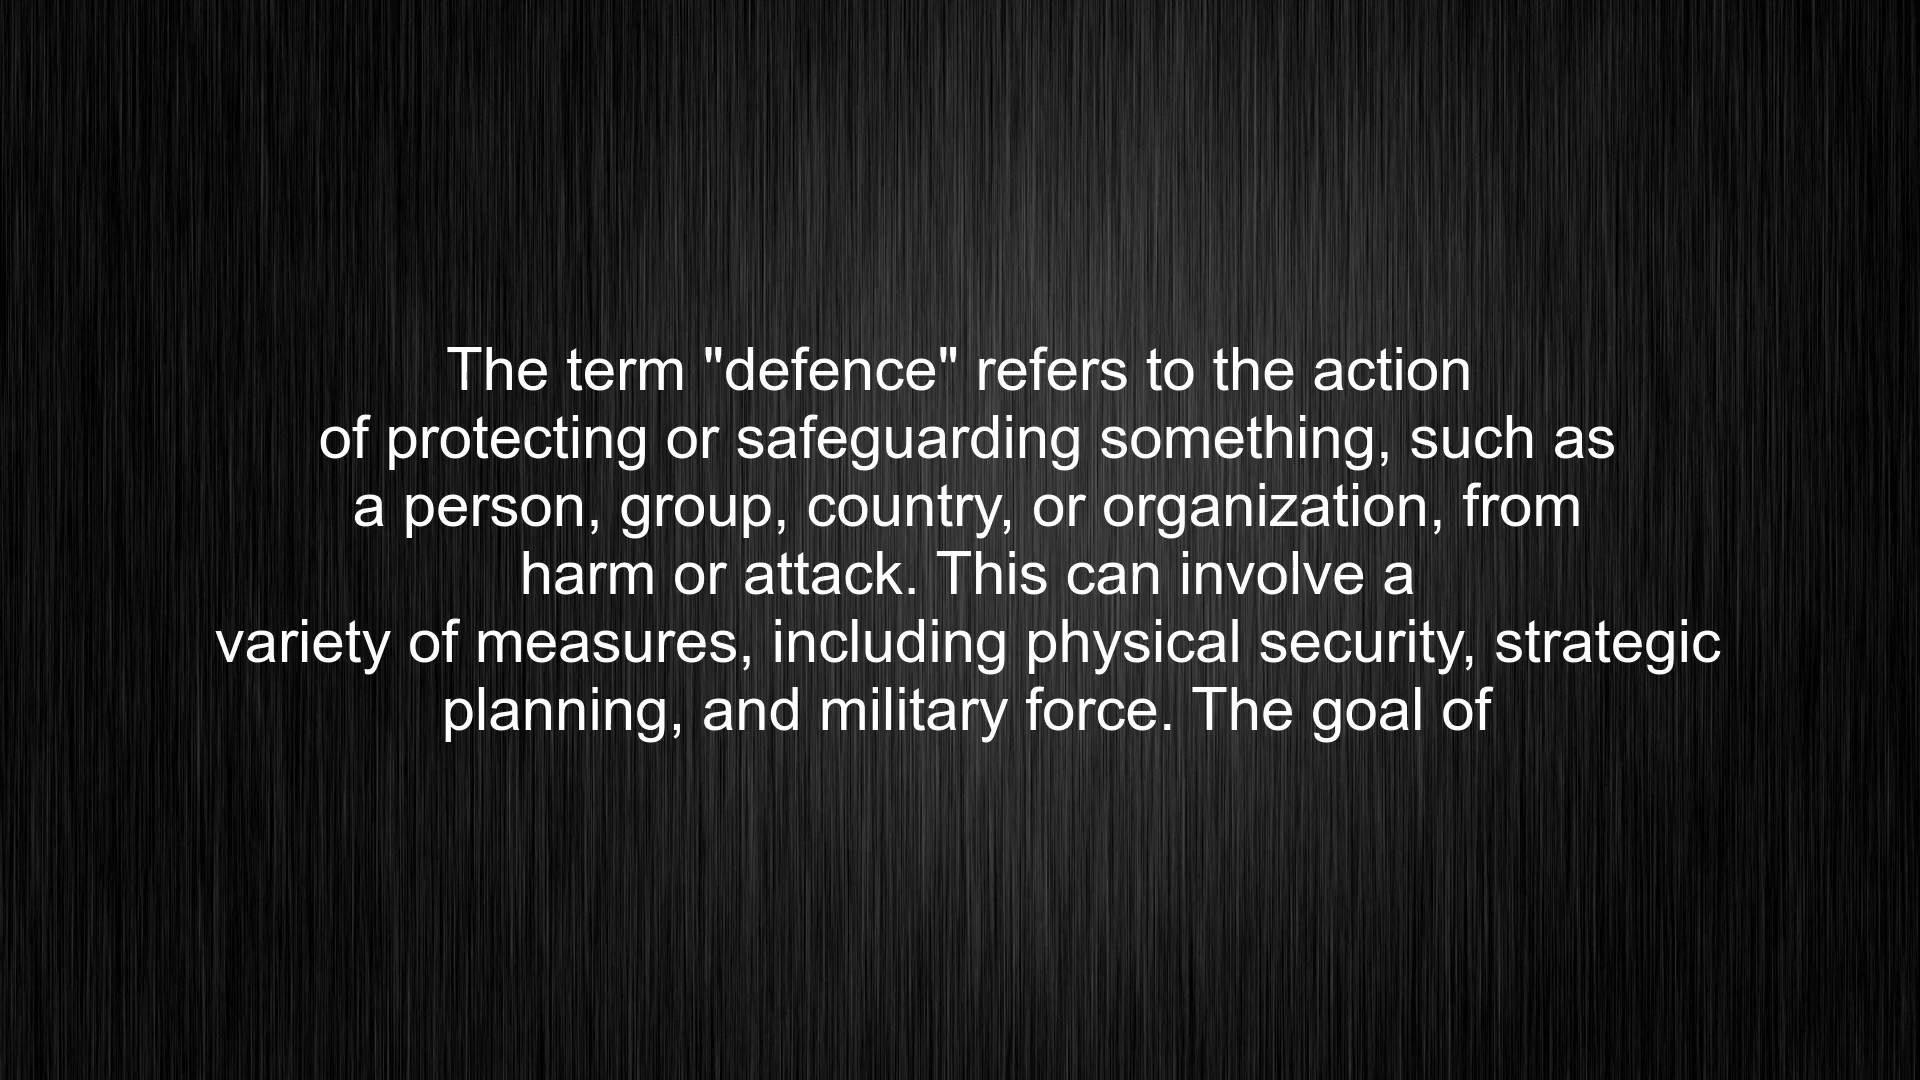 The term "defence" refers to the action
of protecting or safeguarding something, such as
a person, group, country, or organization, from
harm or attack. This can involve a
variety of measures, including physical security, strategic
planning, and military force. The goal of